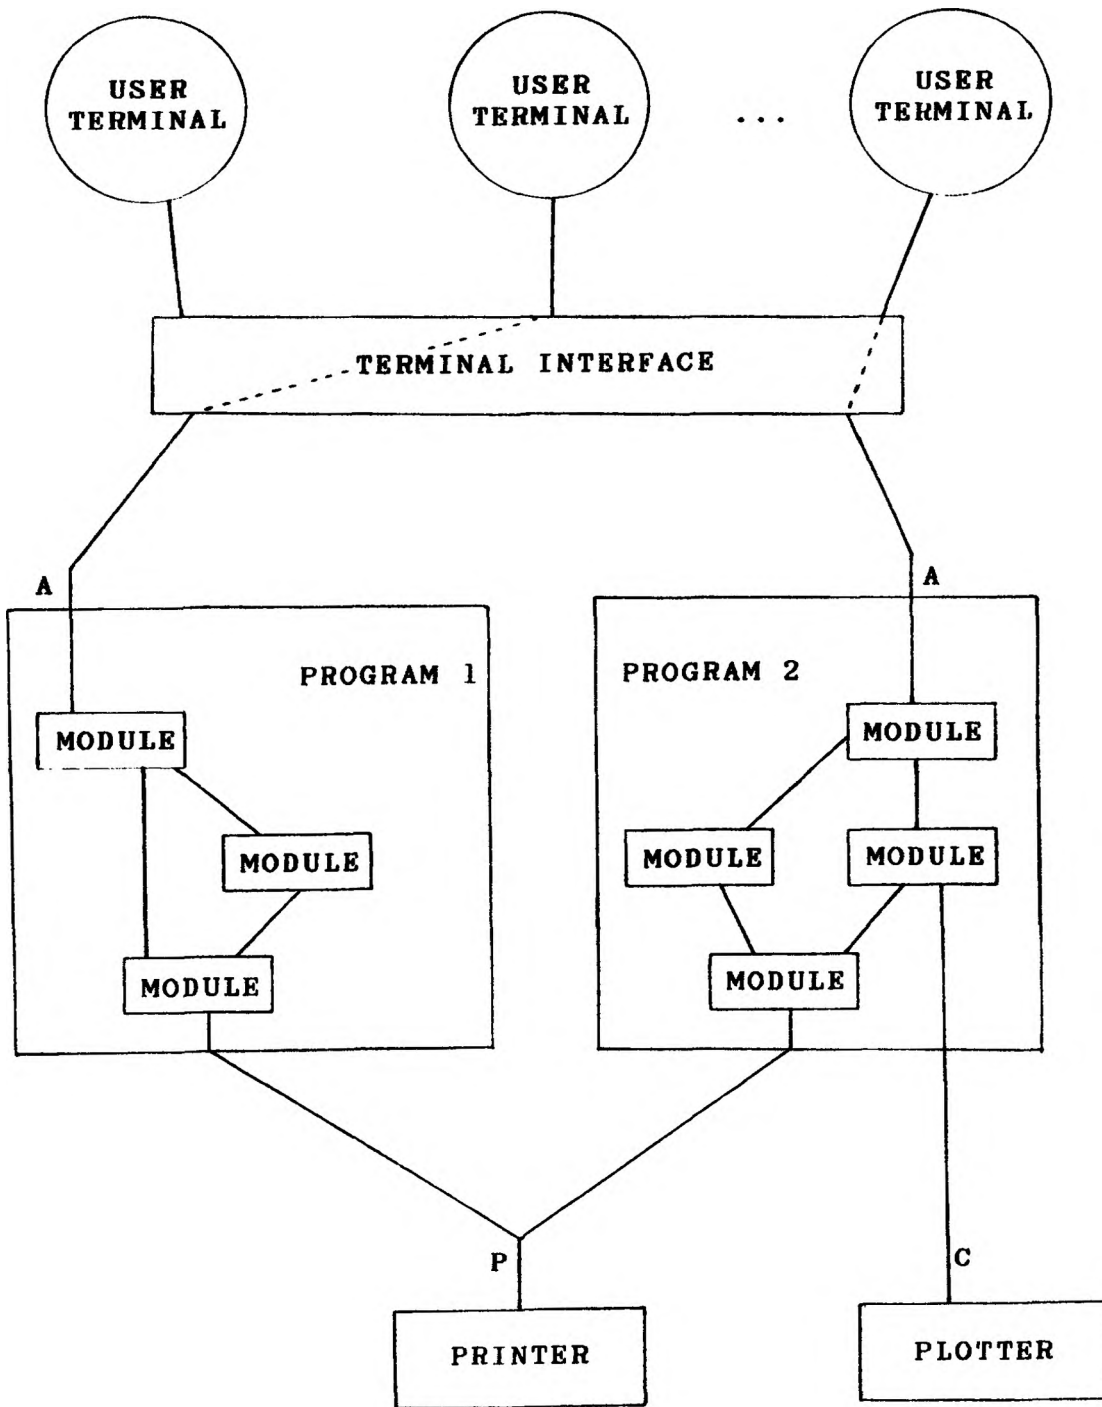 USER
TERMINAL
USER
TERMINAL
...
USER
TERMINAL
TERMINAL INTERFACE
A
A
PROGRAM 1
PROGRAM 2
MODULE
MODULE
MODULE
MODULE
MODULE
MODULE
MODULE
P
C
PRINTER
PLOTTER